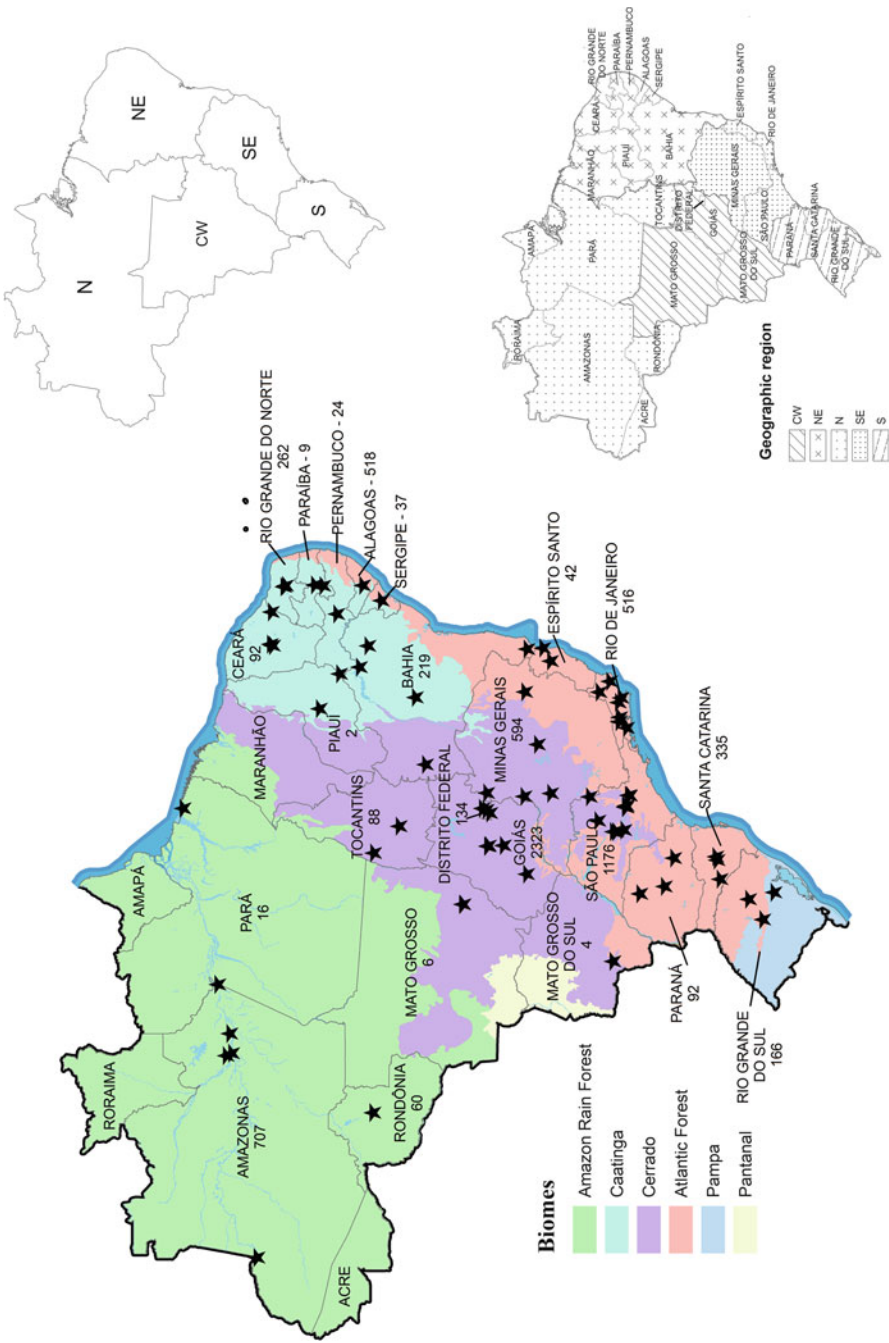 RORAIMA
AMAPÁ
AMAZONAS
707
PARÁ
16
MARANHÃO
CEARÁ
92
RIO GRANDE DO NORTE
262
PARAÍBA - 9
PERNAMBUCO - 24
ALAGOAS - 518
SERGIPE - 37
PIAUÍ
2
ACRE
RONDÔNIA
60
TOCANTINS
88
BAHIA
219
MATO GROSSO
6
DISTRITO FEDERAL
134
GOIÁS
2323
MINAS GERAIS
594
ESPÍRITO SANTO
42
MATO GROSSO
DO SUL
4
SÃO PAULO
1176
RIO DE JANEIRO
516
PARANÁ
92
SANTA CATARINA
335
RIO GRANDE
DO SUL
166
Biomes
Amazon Rain Forest
Caatinga
Cerrado
Atlantic Forest
Pampa
Pantanal
N
NE
CW
SE
S
RORAIMA
AMAPÁ
AMAZONAS
PARÁ
MARANHÃO
CEARÁ
RIO GRANDE
DO NORTE
PARAÍBA
PERNAMBUCO
ALAGOAS
SERGIPE
PIAUÍ
BAHIA
ACRE
RONDÔNIA
TOCANTINS
MATO GROSSO
DISTRITO
FEDERAL
GOIÁS
MINAS GERAIS
ESPÍRITO SANTO
MATO GROSSO
DO SUL
SÃO PAULO
RIO DE JANEIRO
PARÁNA
SANTA CATARINA
RIO GRANDE
DO SUL
Geographic region
CW
NE
N
SE
S